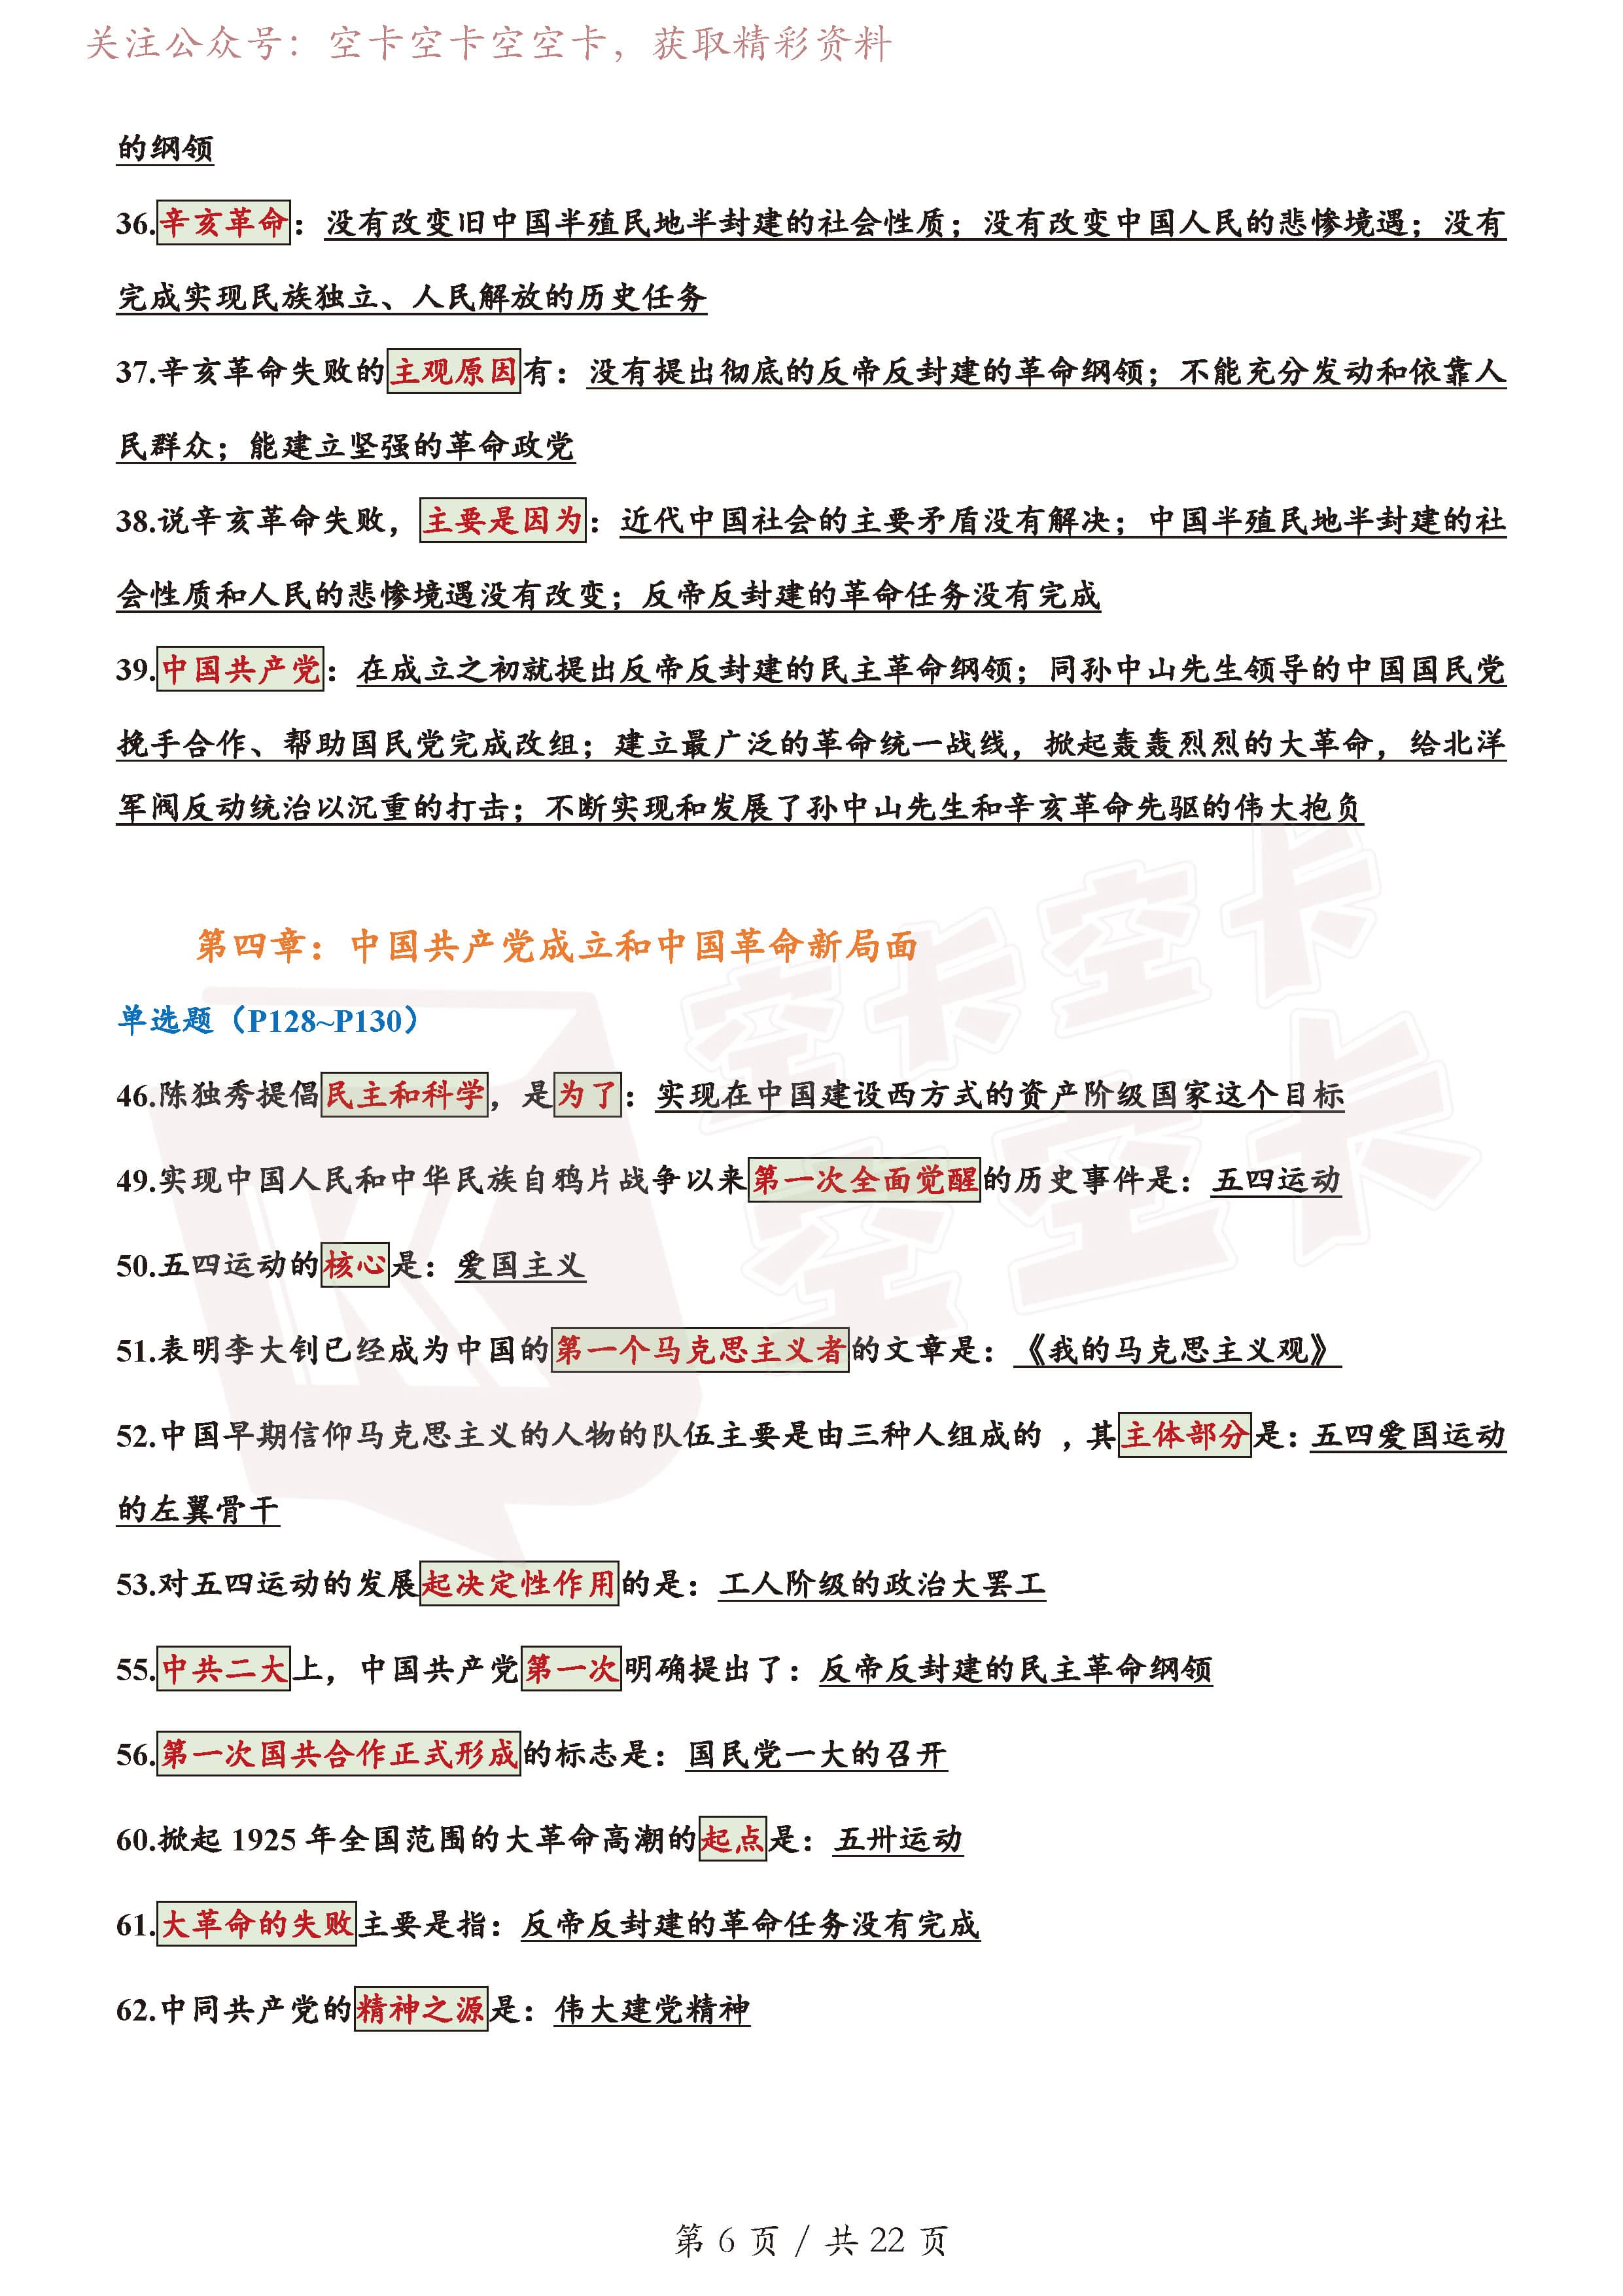 关注公众号：空卡空卡空空卡，获取精彩资料
的纲领
36.辛亥革命：没有改变旧中国半殖民地半封建的社会性质；没有改变中国人民的悲惨境遇；没有
完成实现民族独立、人民解放的历史任务
37.辛亥革命失败的主观原因有：没有提出彻底的反帝反封建的革命纲领；不能充分发动和依靠人
民群众；能建立坚强的革命政党
38.说辛亥革命失败，主要是因为：近代中国社会的主要矛盾没有解决；中国半殖民地半封建的社
会性质和人民的悲惨境遇没有改变；反帝反封建的革命任务没有完成
39.中国共产党：在成立之初就提出反帝反封建的民主革命纲领；同孙中山先生领导的中国国民党
挽手合作、帮助国民党完成改组；建立最广泛的革命统一战线，掀起轰轰烈烈的大革命，给北洋
军阀反动统治以沉重的打击；不断实现和发展了孙中山先生和辛亥革命先驱的伟大抱负
空卡空卡
空空卡
第四章：中国共产党成立和中国革命新局面
单选题（P128~P130）
46.陈独秀提倡民主和科学，是为了：实现在中国建设西方式的资产阶级国家这个目标
49.实现中国人民和中华民族自鸦片战争以来第一次全面觉醒的历史事件是：五四运动
50.五四运动的核心是：爱国主义
51.表明李大钊已经成为中国的第一个马克思主义者的文章是：《我的马克思主义观》
52.中国早期信仰马克思主义的人物的队伍主要是由三种人组成的 ，其主体部分是：五四爱国运动
的左翼骨干
53.对五四运动的发展起决定性作用的是：工人阶级的政治大罢工
55.中共二大上，中国共产党第一次明确提出了：反帝反封建的民主革命纲领
56.第一次国共合作正式形成的标志是：国民党一大的召开
60.掀起 1925 年全国范围的大革命高潮的起点是：五卅运动
61.大革命的失败主要是指：反帝反封建的革命任务没有完成
62.中同共产党的精神之源是：伟大建党精神
第 6 页 / 共 22 页